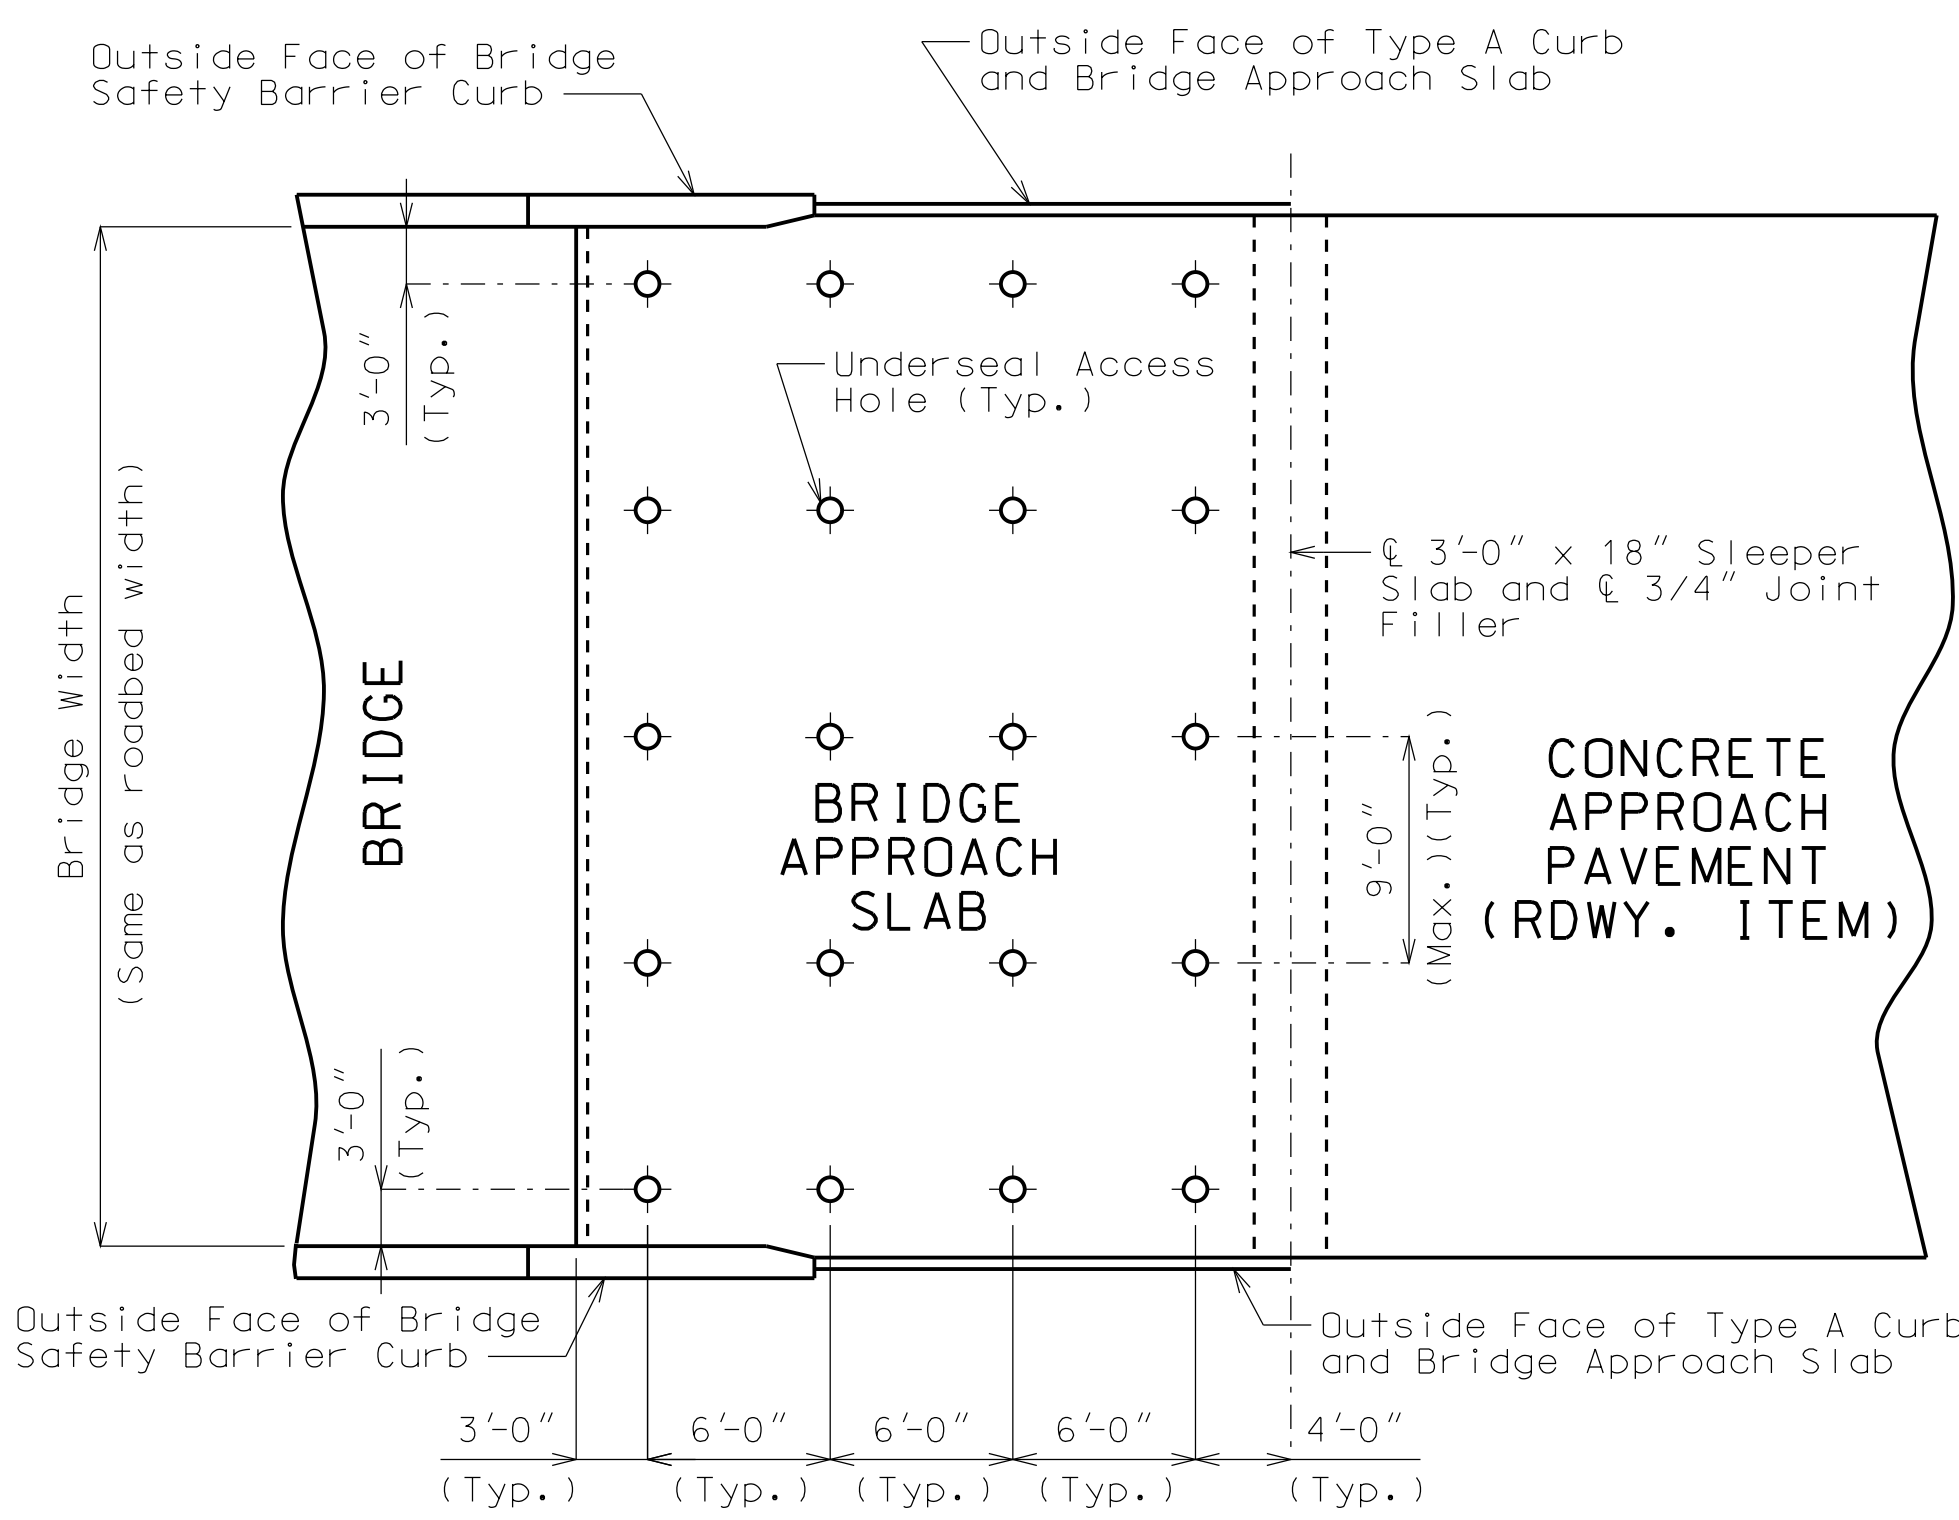 Outside Face of Bridge
Safety Barrier Curb
Outside Face of Type A Curb
and Bridge Approach Slab
3'-0"
(Typ.)
Underseal Access
Hole (Typ.)
Bridge Width
(Same as roadbed width)
BRIDGE
℄ 3'-0" x 18" Sleeper
Slab and ℄ 3/4" Joint
Filler
BRIDGE
APPROACH
SLAB
9'-0"
(Max.)(Typ.)
CONCRETE
APPROACH
PAVEMENT
(RDWY. ITEM)
3'-0"
(Typ.)
Outside Face of Bridge
Safety Barrier Curb
Outside Face of Type A Curb
and Bridge Approach Slab
3'-0"
(Typ.)
6'-0"
(Typ.)
6'-0"
(Typ.)
6'-0"
(Typ.)
4'-0"
(Typ.)